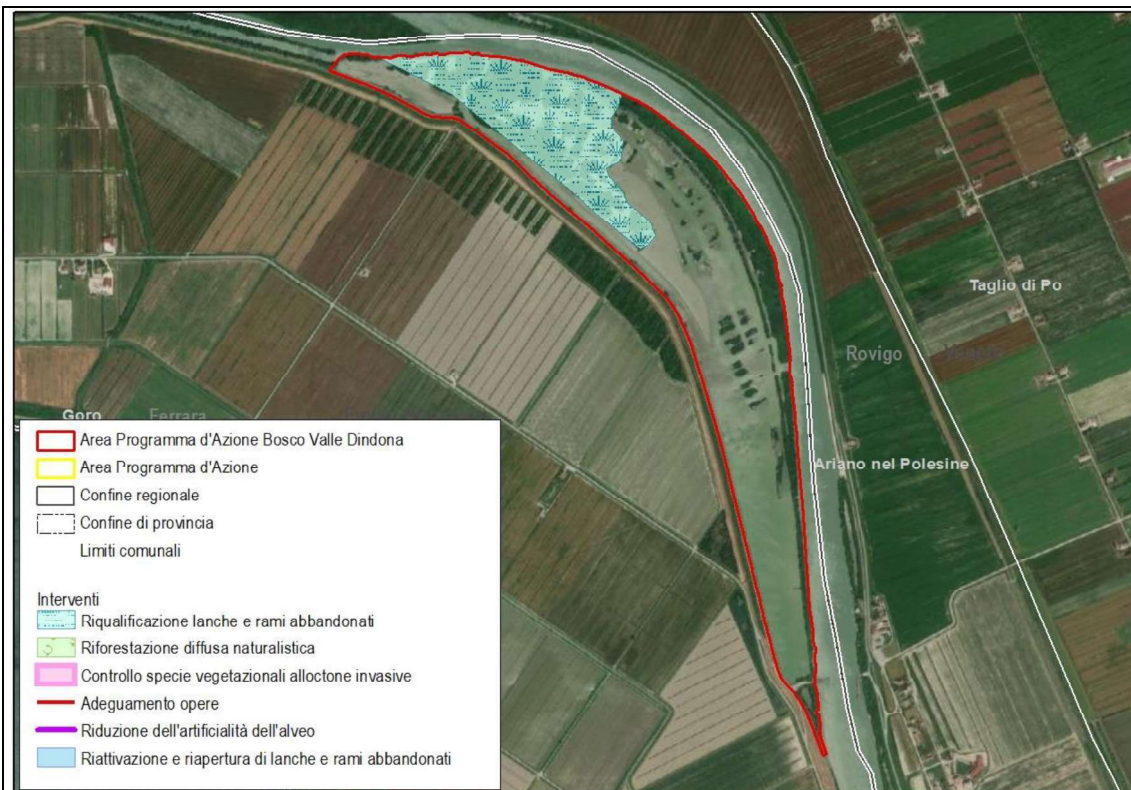 Taglio di Po
Rovigo
Veneto
Goro
Ferrara
Ariano nel Polesine
Area Programma d'Azione Bosco Valle Dindona
Area Programma d'Azione
Confine regionale
Confine di provincia
Limiti comunali
Interventi
Riqualificazione lanche e rami abbandonati
Riforestazione diffusa naturalistica
Controllo specie vegetazionali alloctone invasive
Adeguamento opere
Riduzione dell'artificialità dell'alveo
Riattivazione e riapertura di lanche e rami abbandonati